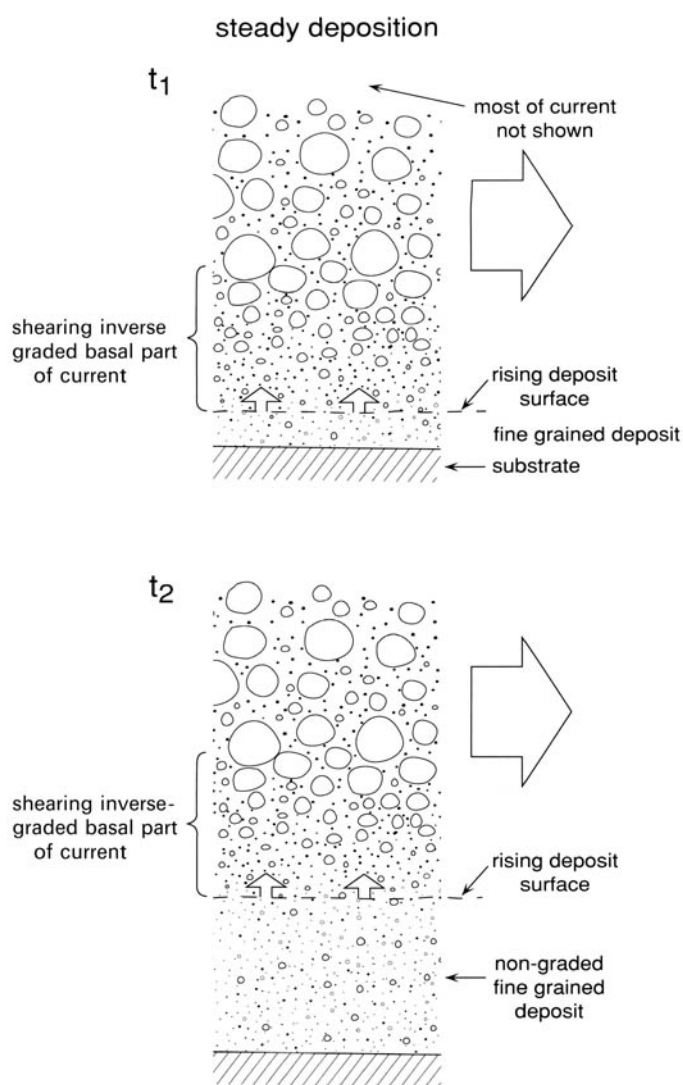 steady deposition
t1
most of current
not shown
shearing inverse
graded basal part
of current
rising deposit
surface
fine grained deposit
substrate
t2
shearing inverse-
graded basal part
of current
rising deposit
surface
non-graded
fine grained
deposit